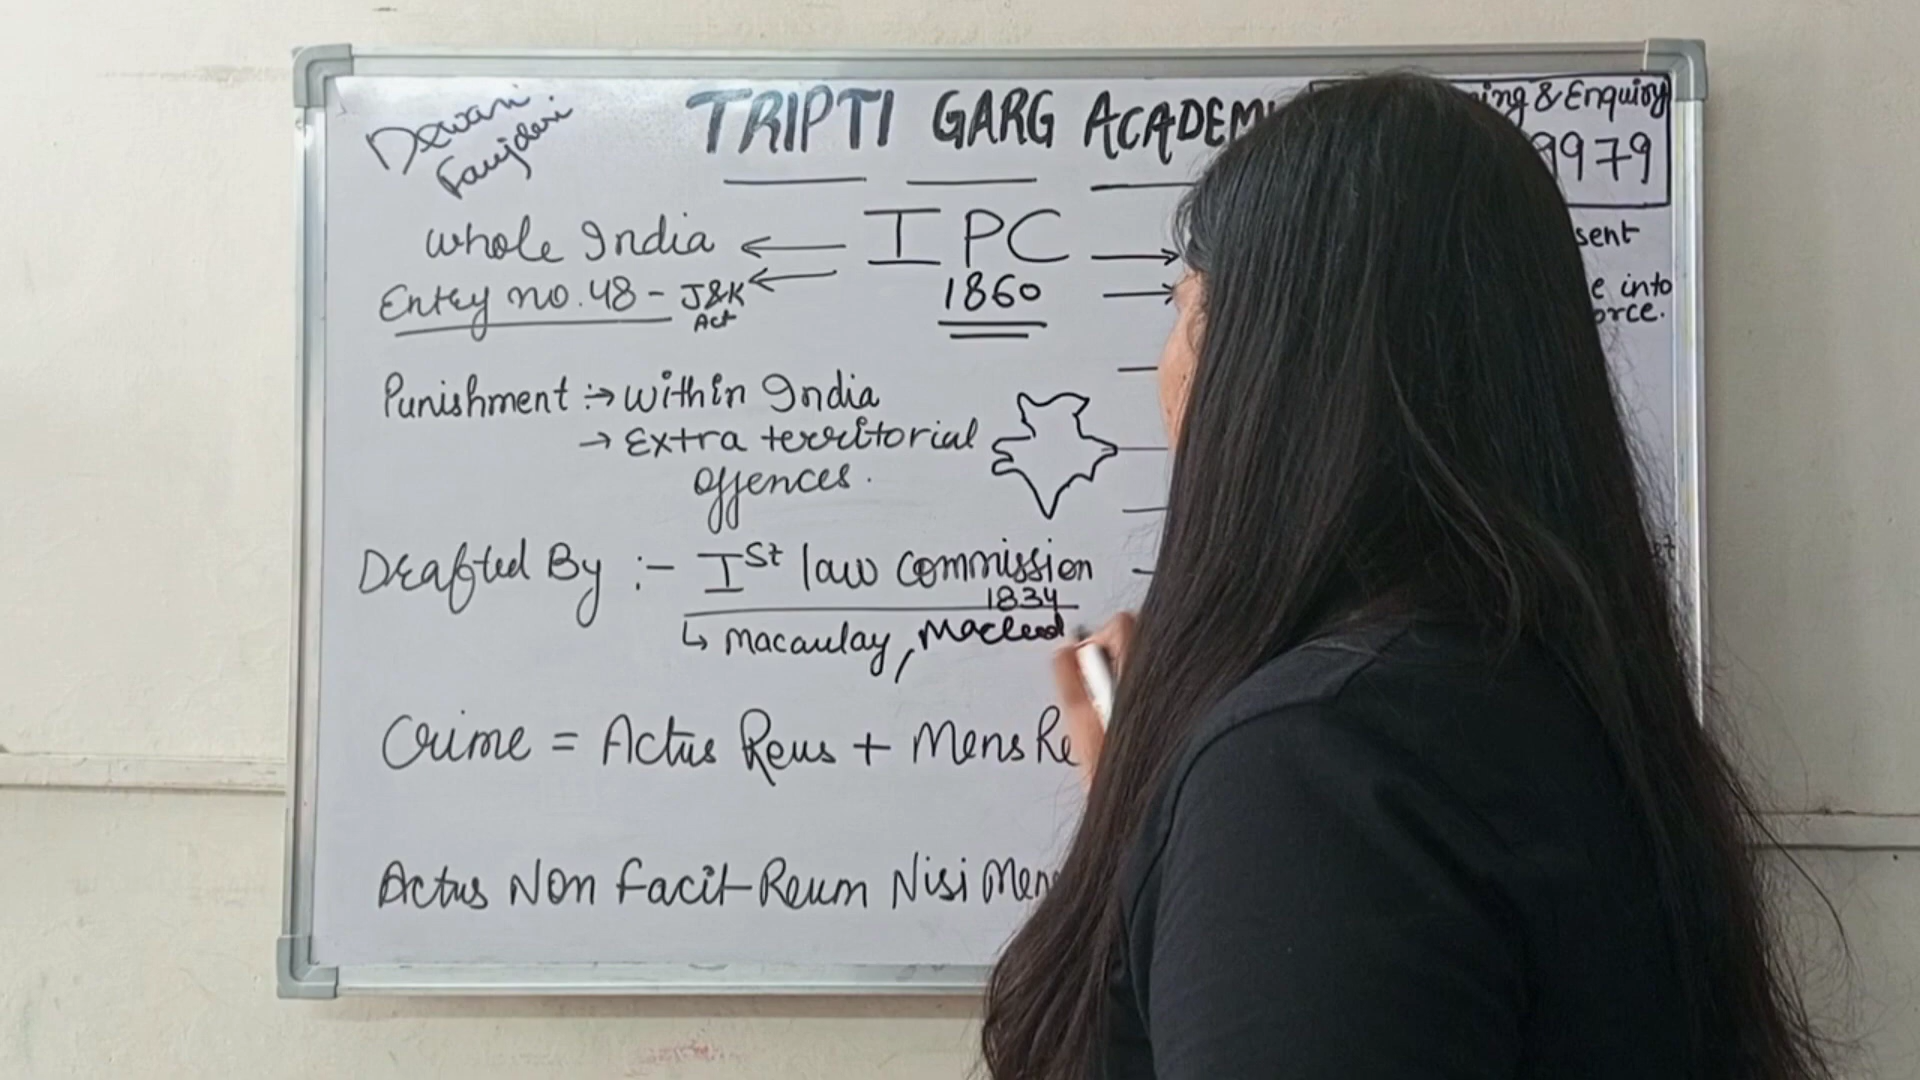 Dewani
Faujdari
TRIPTI GARG ACADEM
ing & Enquiry
9979
Whole India ← IPC →
sent
Entry no. 48 - J&K ← 1860 →
Act
e into
orce.
Punishment :→ within India
→ Extra territorial
offences.
Drafted By :- Ist law commission
1834
↳ Macaulay, Macleod
Crime = Actus Reus + Mens Re
Actus Non Facit Reum Nisi Men